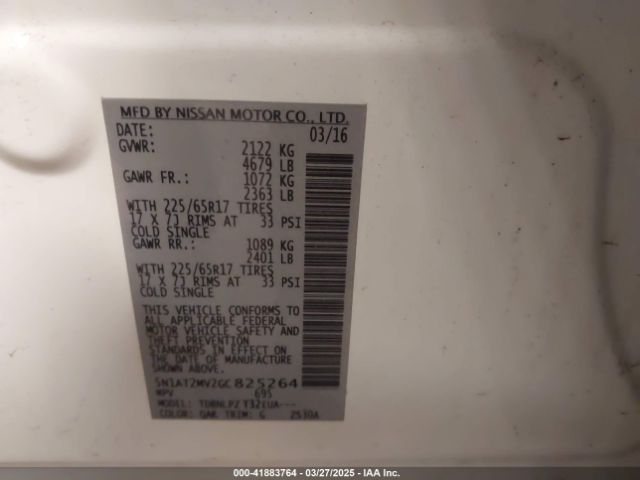 MFD BY NISSAN MOTOR CO., LTD.
DATE: 03/16
GVWR: 2122 KG
4679 LB
GAWR FR.: 1072 KG
2363 LB
WITH 225/65R17 TIRES
17 X 7J RIMS AT 33 PSI
COLD SINGLE
GAWR RR.: 1089 KG
2401 LB
WITH 225/65R17 TIRES
17 X 7J RIMS AT 33 PSI
COLD SINGLE
THIS VEHICLE CONFORMS TO
ALL APPLICABLE FEDERAL
MOTOR VEHICLE SAFETY AND
THEFT PREVENTION
STANDARDS IN EFFECT ON
THE DATE OF MANUFACTURE
SHOWN ABOVE.
5N1AT2MV2GC825264
MPV 695
MODEL:
COLOR: QAK TRIM: G 2530A
000-41883764 - 03/27/2025 - IAA Inc.